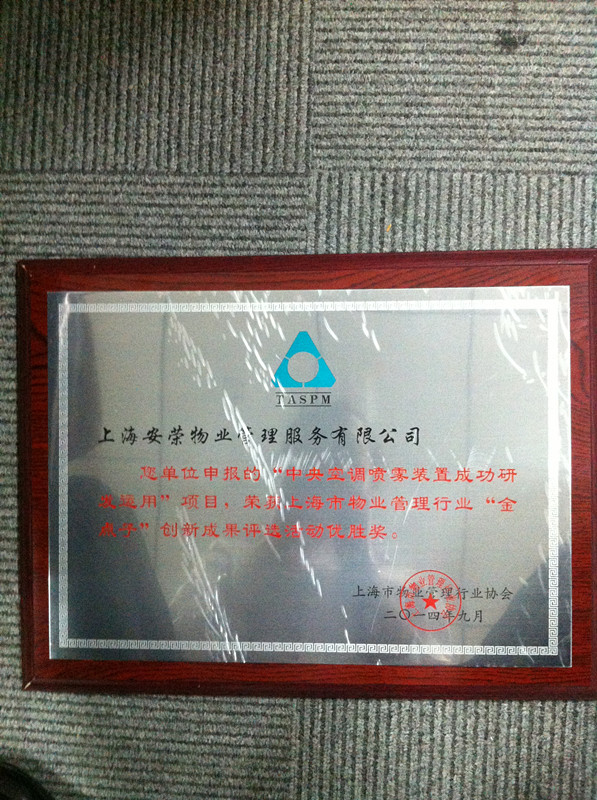 TASPM
上海安荣物业管理服务有限公司
您单位申报的“中央空调喷雾装置成功研
发运用”项目，荣获上海市物业管理行业“金
燕子”创新成果评选活动优胜奖。
上海市物业管理行业协会
二〇一四年九月